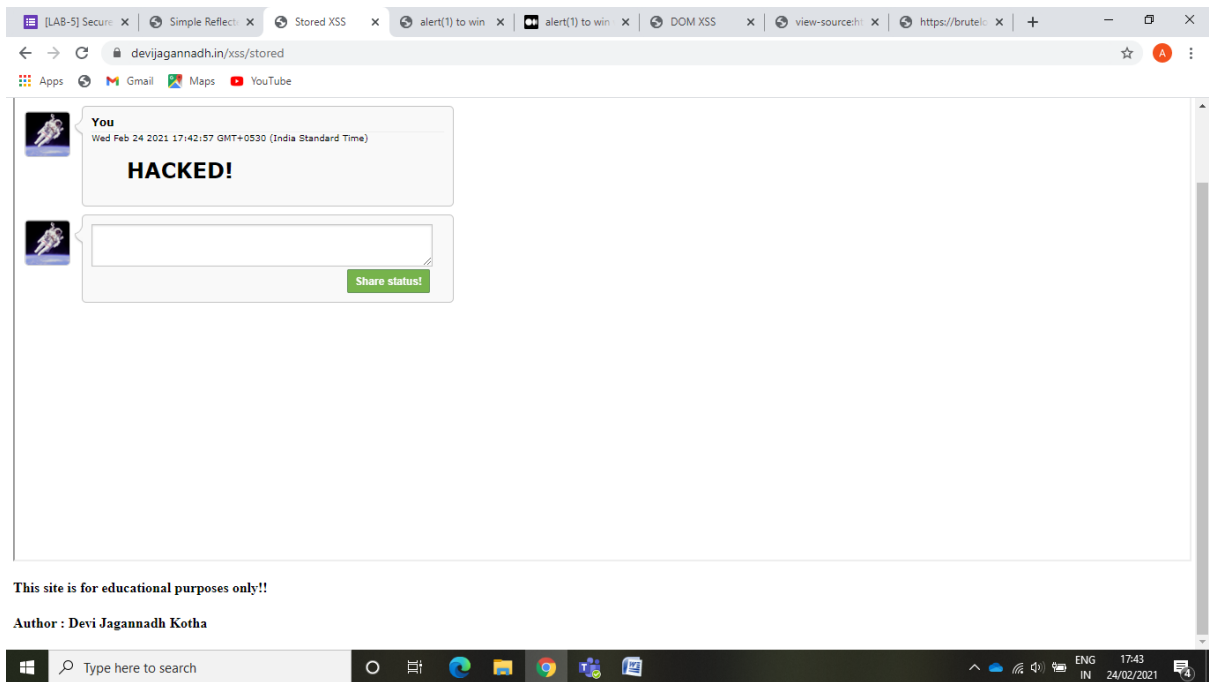 [LAB-5] Secure
Simple Reflect
Stored XSS
alert(1) to win
alert(1) to win
DOM XSS
view-source:ht
https://brutelo
devijagannadh.in/xss/stored
A
Apps
Gmail
Maps
YouTube
You
Wed Feb 24 2021 17:42:57 GMT+0530 (India Standard Time)
HACKED!
Share status!
This site is for educational purposes only!!
Author : Devi Jagannadh Kotha
Type here to search
ENG
IN
17:43
24/02/2021
4